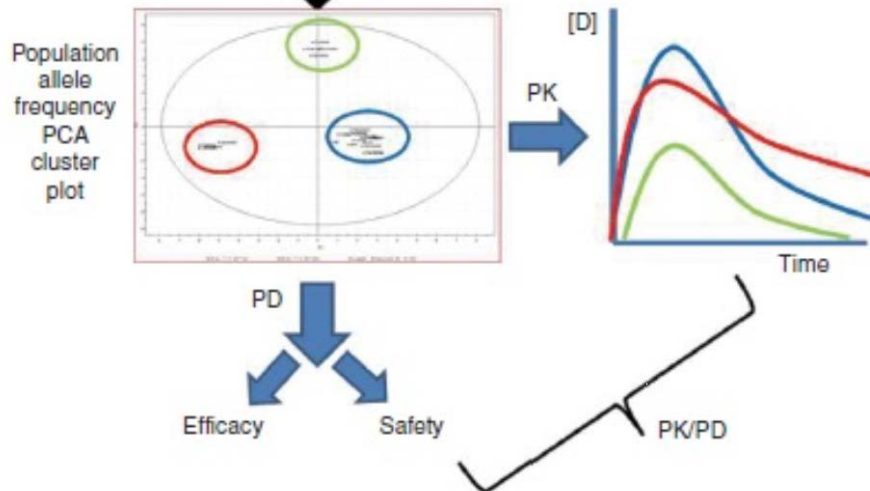 Population
allele
frequency
PCA
cluster
plot
PK
[D]
Time
PD
Efficacy
Safety
PK/PD